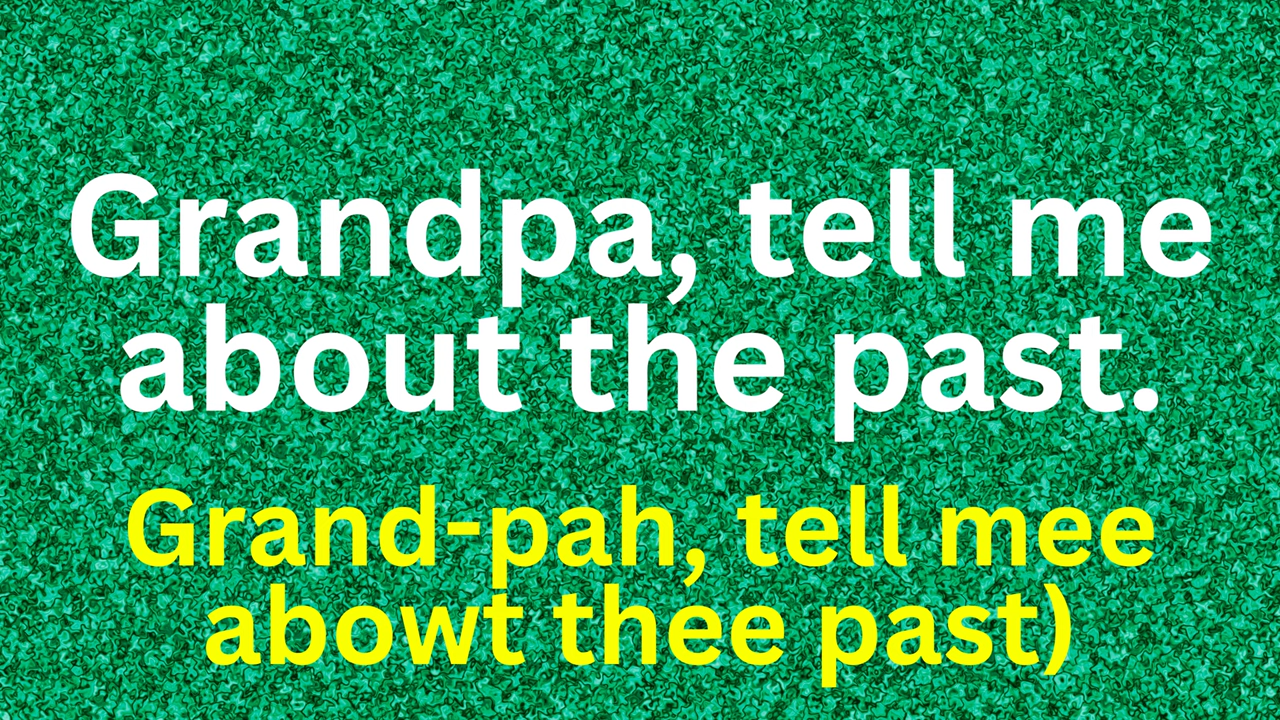 Grandpa, tell me
about the past.
Grand-pah, tell mee
abowt thee past)